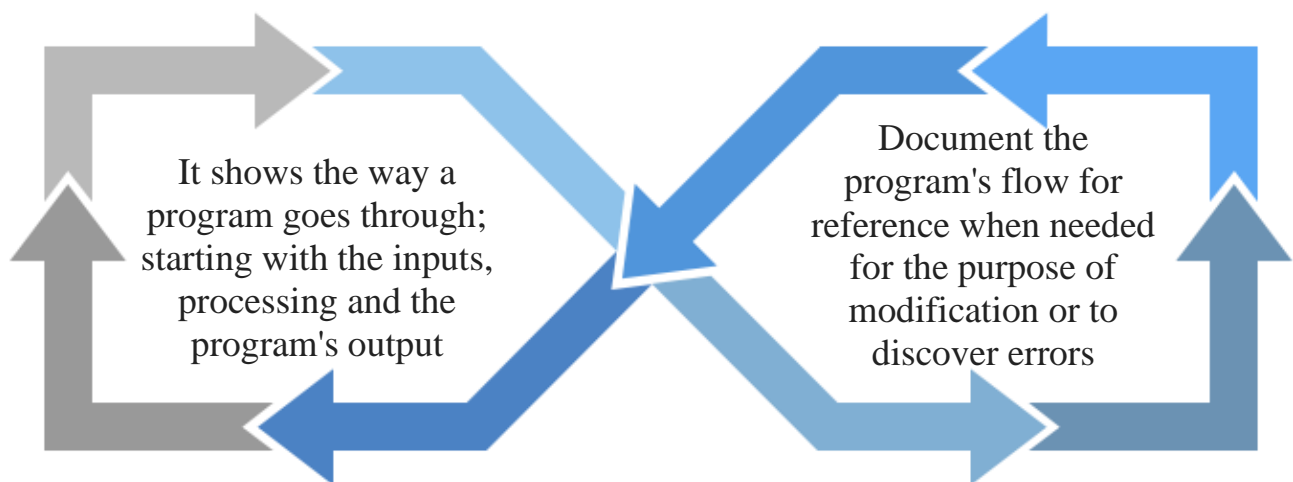 It shows the way a
program goes through;
starting with the inputs,
processing and the
program's output
Document the
program's flow for
reference when needed
for the purpose of
modification or to
discover errors